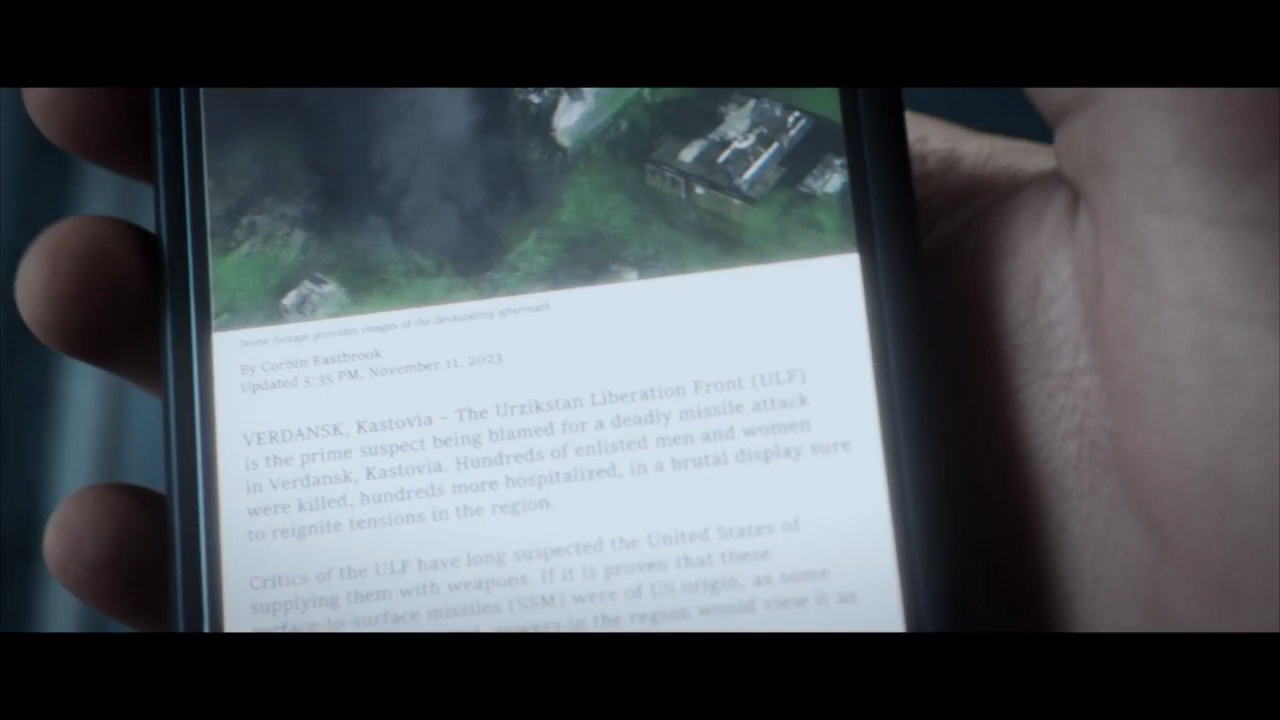 Drone footage provides images of the devastating aftermath
By Corbin Eastbrook
Updated 5:35 PM, November 11, 2023
VERDANSK, Kastovia – The Urzikstan Liberation Front (ULF)
is the prime suspect being blamed for a deadly missile attack
in Verdansk, Kastovia. Hundreds of enlisted men and women
were killed, hundreds more hospitalized, in a brutal display sure
to reignite tensions in the region.
Critics of the ULF have long suspected the United States of
supplying them with weapons. If it is proven that these
surface-to-surface missiles (SSM) were of US origin, as some
powers in the region would view it as